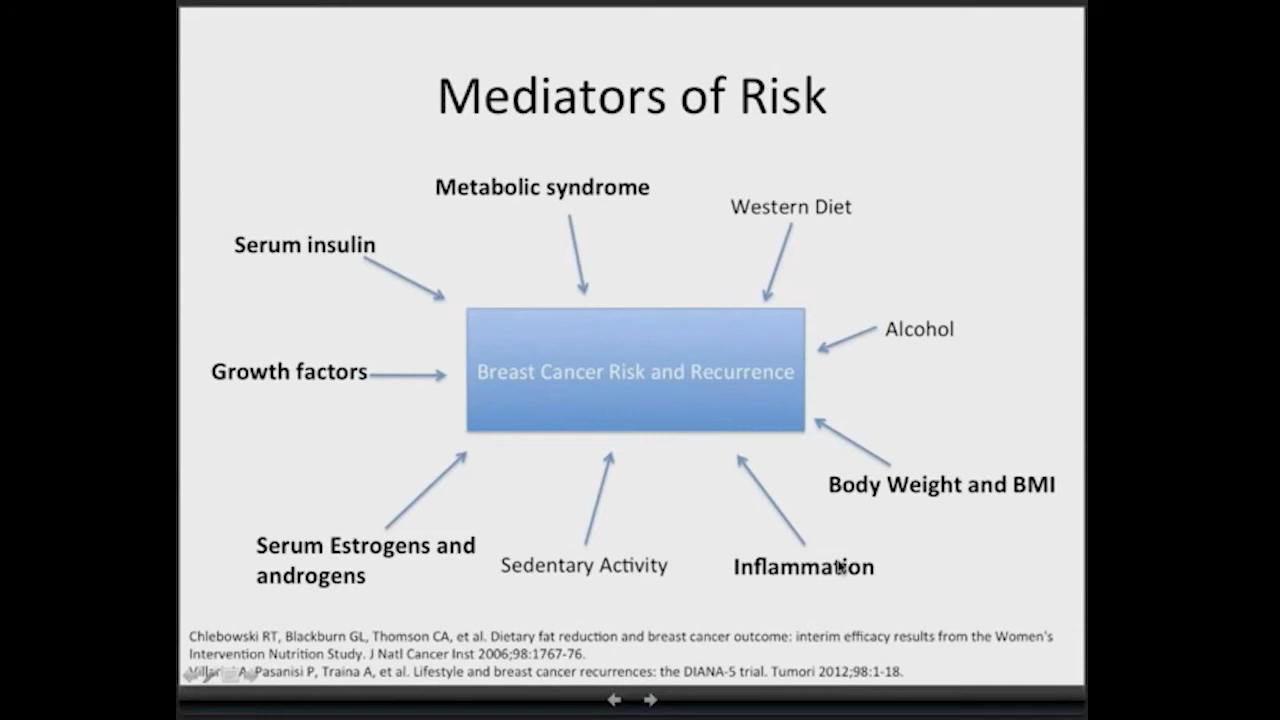 Mediators of Risk
Metabolic syndrome
Western Diet
Serum insulin
Alcohol
Growth factors
Breast Cancer Risk and Recurrence
Body Weight and BMI
Serum Estrogens and
androgens
Sedentary Activity
Inflammation
Chlebowski RT, Blackburn GL, Thomson CA, et al. Dietary fat reduction and breast cancer outcome: interim efficacy results from the Women's
Intervention Nutrition Study. J Natl Cancer Inst 2006;98:1767-76.
A, Pasanisi P, Traina A, et al. Lifestyle and breast cancer recurrences: the DIANA-5 trial. Tumori 2012;98:1-18.